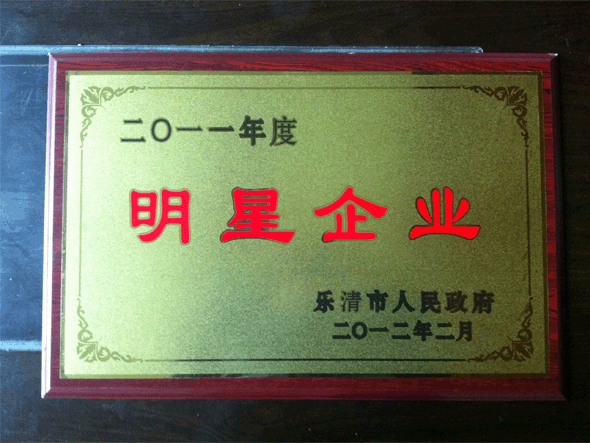 二〇一一年度
明星企业
乐清市人民政府
二〇一二年二月